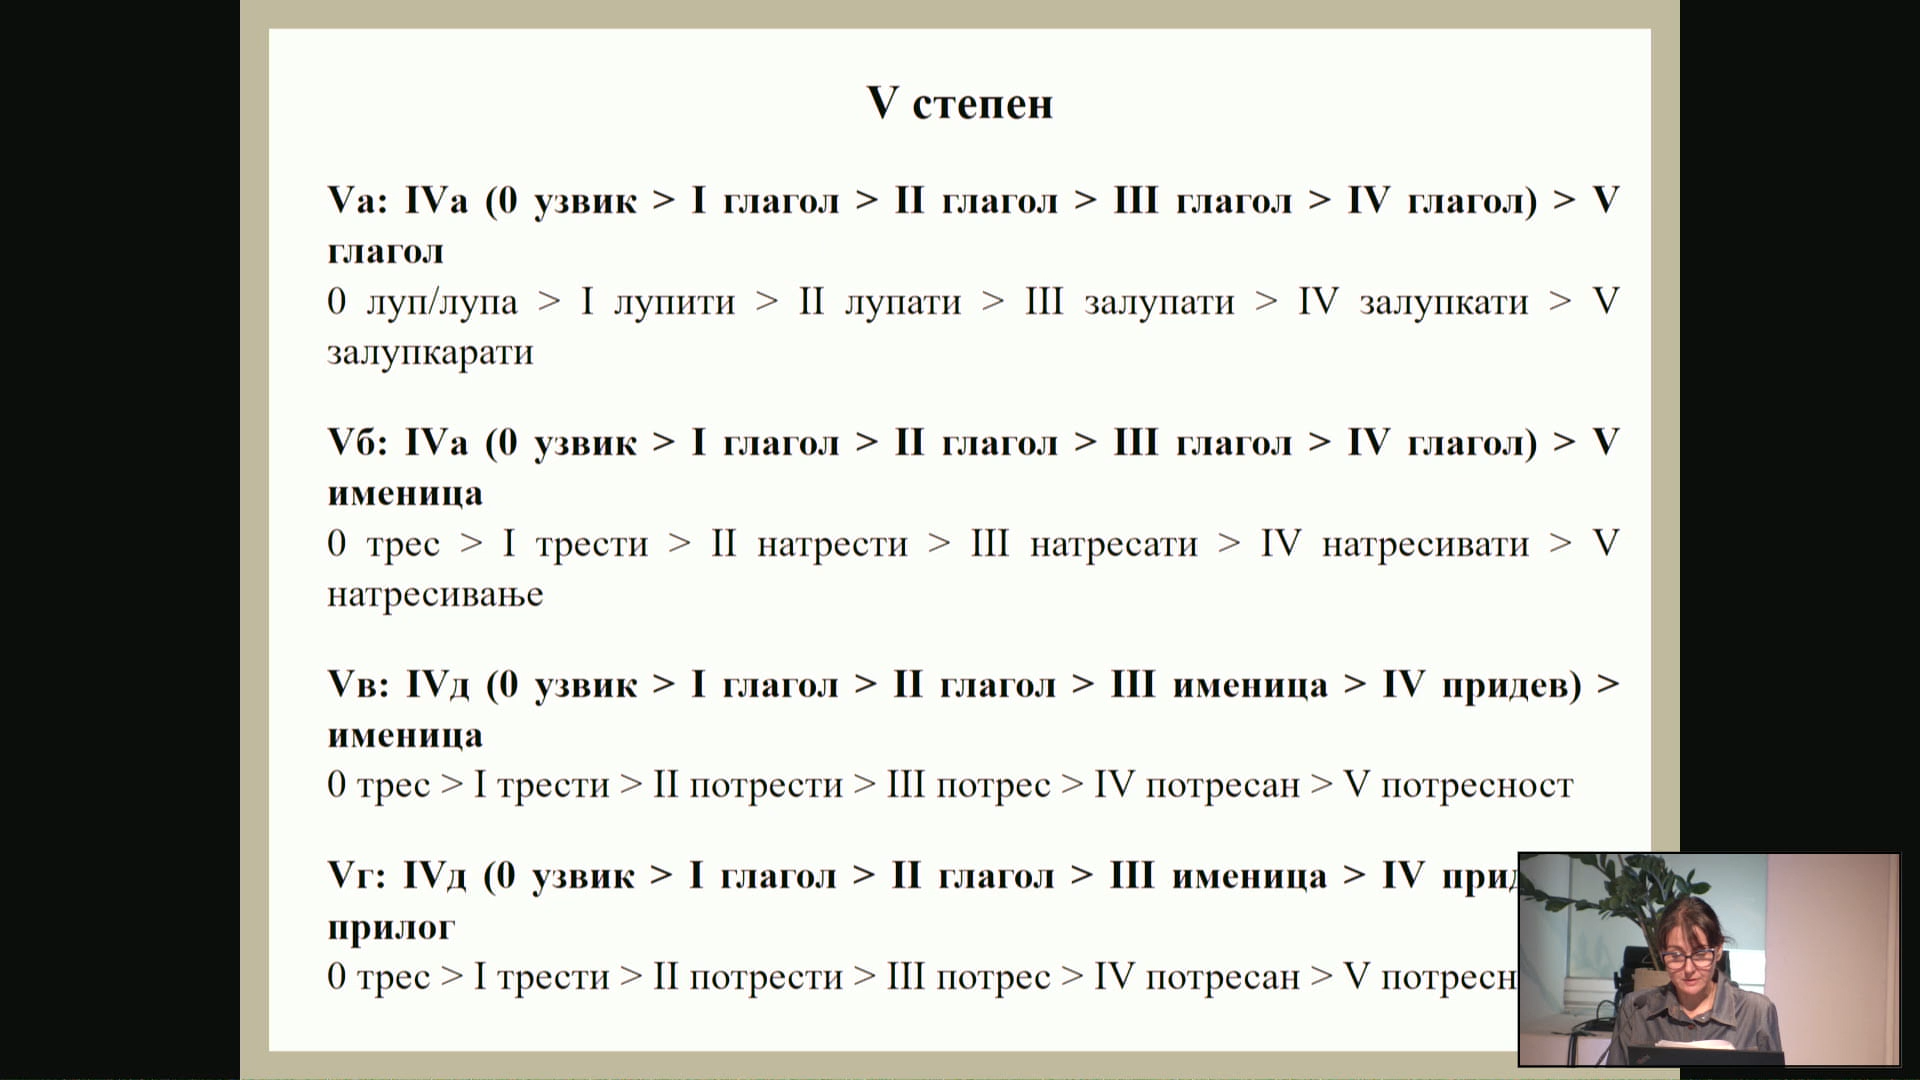 V степен
Vа: IVа (0 узвик > I глагол > II глагол > III глагол > IV глагол) > V
глагол
0 луп/лупа > I лупити > II лупати > III залупати > IV залупкати > V
залупкарати
Vб: IVа (0 узвик > I глагол > II глагол > III глагол > IV глагол) > V
именица
0 трес > I трести > II натрести > III натресати > IV натресивати > V
натресивање
Vв: IVд (0 узвик > I глагол > II глагол > III именица > IV придев) >
именица
0 трес > I трести > II потрести > III потрес > IV потресан > V потресност
Vг: IVд (0 узвик > I глагол > II глагол > III именица > IV
прилог
0 трес > I трести > II потрести > III потрес > IV потресан > V